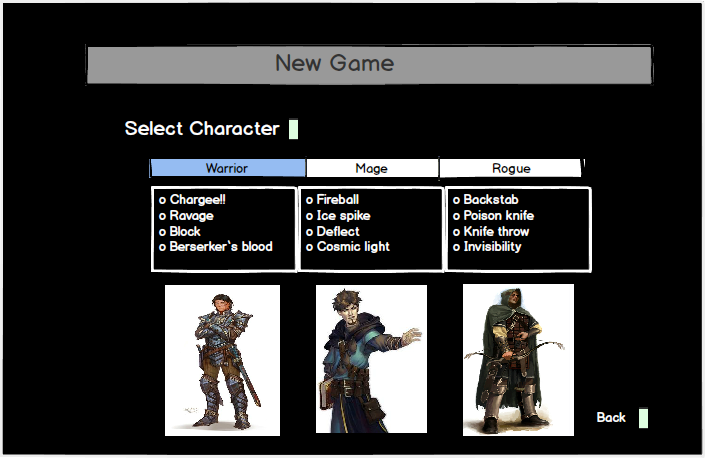 New Game
Select Character
Warrior Mage Rogue
o Chargee!!
o Ravage
o Block
o Berserker`s blood
o Fireball
o Ice spike
o Deflect
o Cosmic light
o Backstab
o Poison knife
o Knife throw
o Invisibility
Back